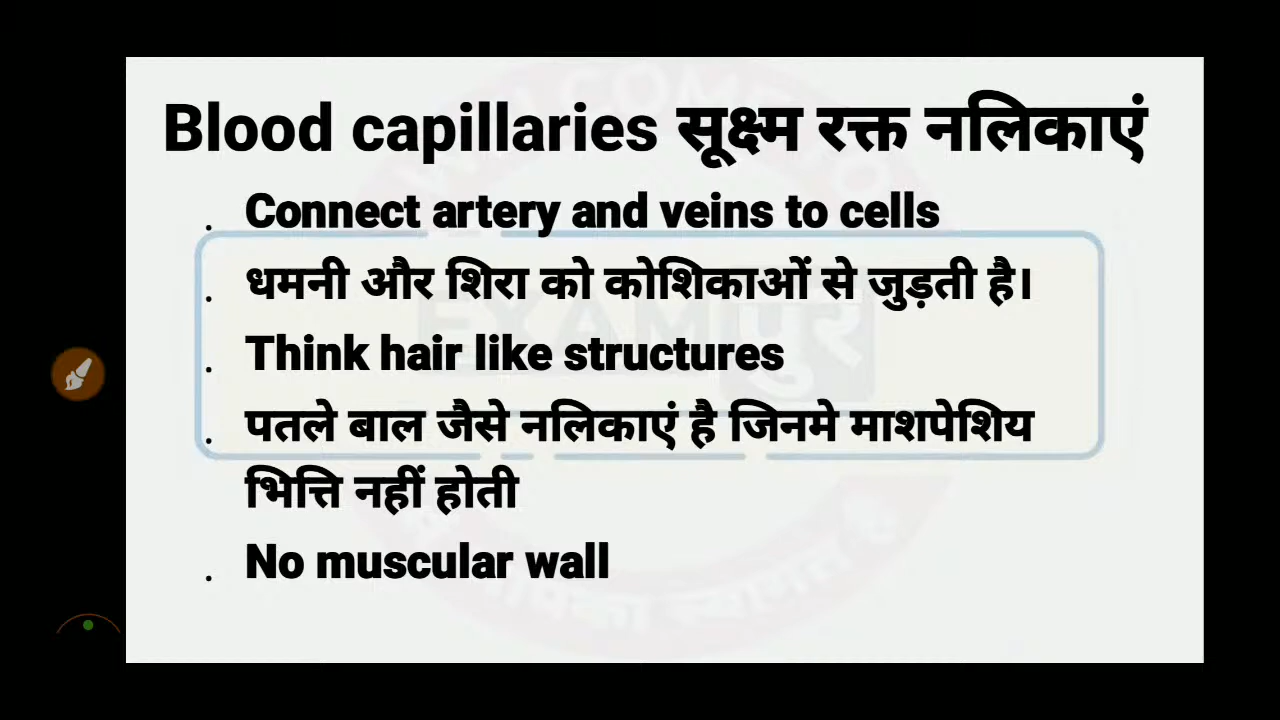 Blood capillaries सूक्ष्म रक्त नलिकाएं
. Connect artery and veins to cells
. धमनी और शिरा को कोशिकाओं से जुड़ती है।
. Think hair like structures
. पतले बाल जैसे नलिकाएं है जिनमे माशपेशिय
भित्ति नहीं होती
. No muscular wall
EXAM पुर